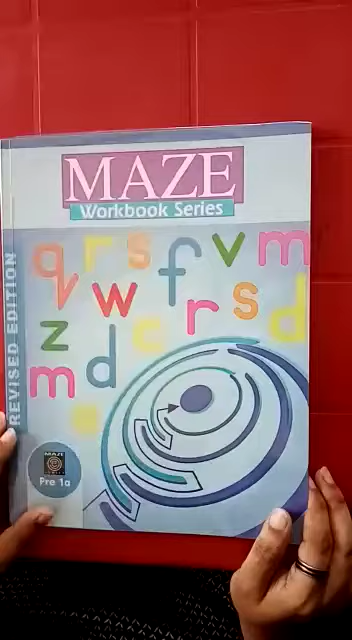 MAZE
Workbook Series
REVISED EDITION
q r s f v m
w r s d
z d c
m e
MAZE
Pre 1a